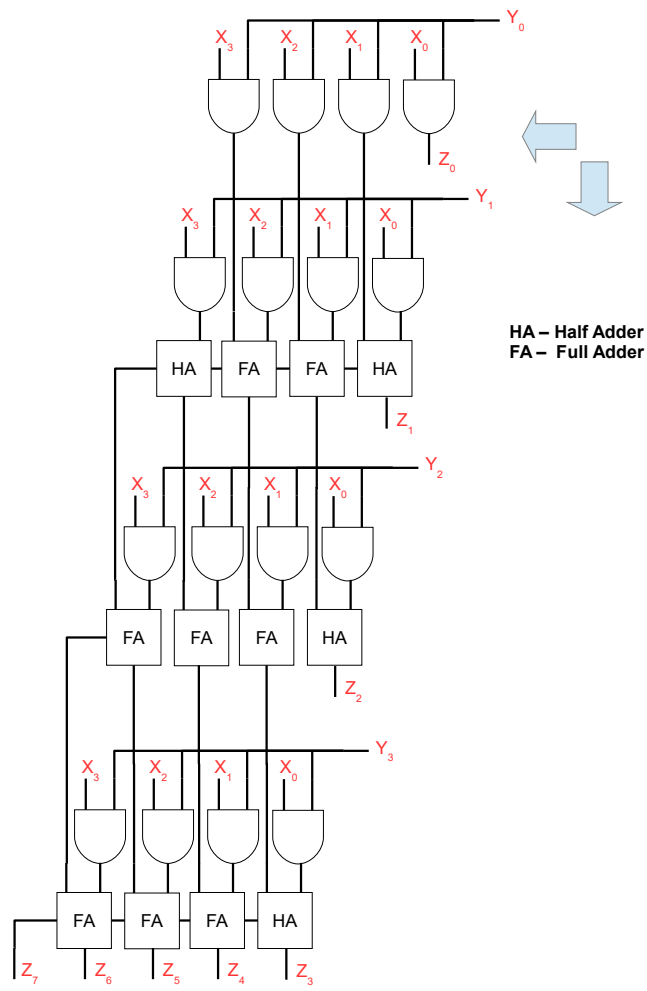 Y₀
X₃ X₂ X₁ X₀
Z₀
Y₁
X₃ X₂ X₁ X₀
HA – Half Adder
FA – Full Adder
HA FA FA HA
Z₁
Y₂
X₃ X₂ X₁ X₀
FA FA FA HA
Z₂
Y₃
X₃ X₂ X₁ X₀
FA FA FA HA
Z₇ Z₆ Z₅ Z₄ Z₃